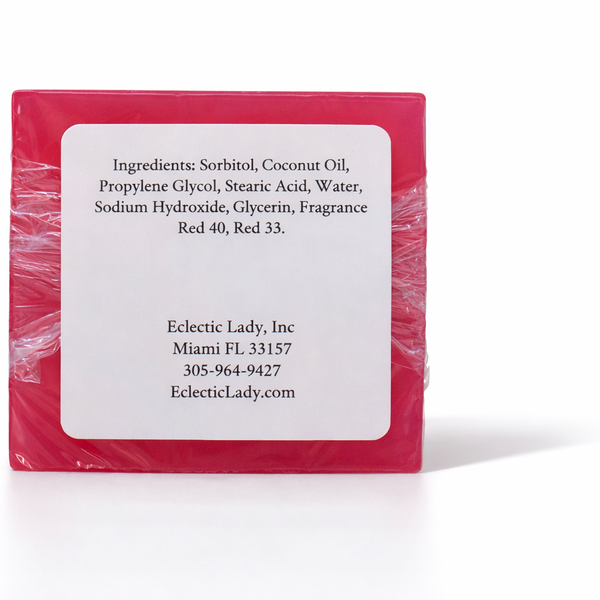 Ingredients: Sorbitol, Coconut Oil,
Propylene Glycol, Stearic Acid, Water,
Sodium Hydroxide, Glycerin, Fragrance
Red 40, Red 33.
Eclectic Lady, Inc
Miami FL 33157
305-964-9427
EclecticLady.com